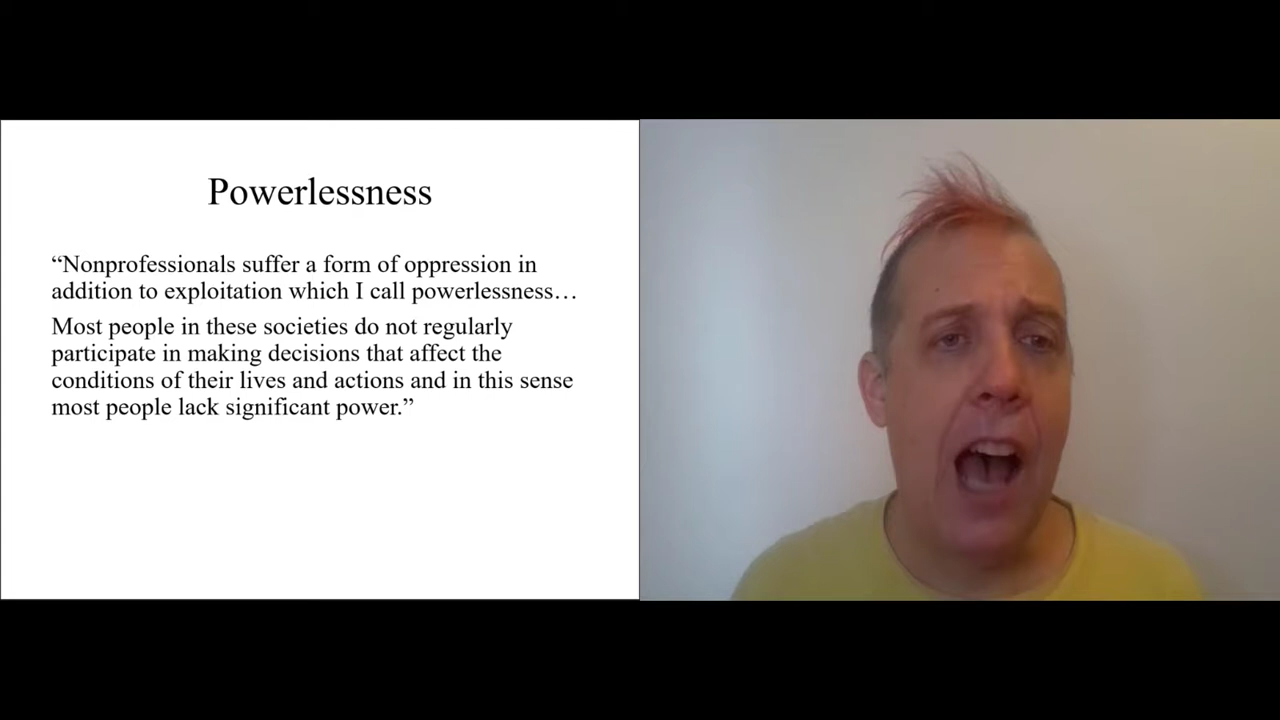 Powerlessness
“Nonprofessionals suffer a form of oppression in
addition to exploitation which I call powerlessness…
Most people in these societies do not regularly
participate in making decisions that affect the
conditions of their lives and actions and in this sense
most people lack significant power.”